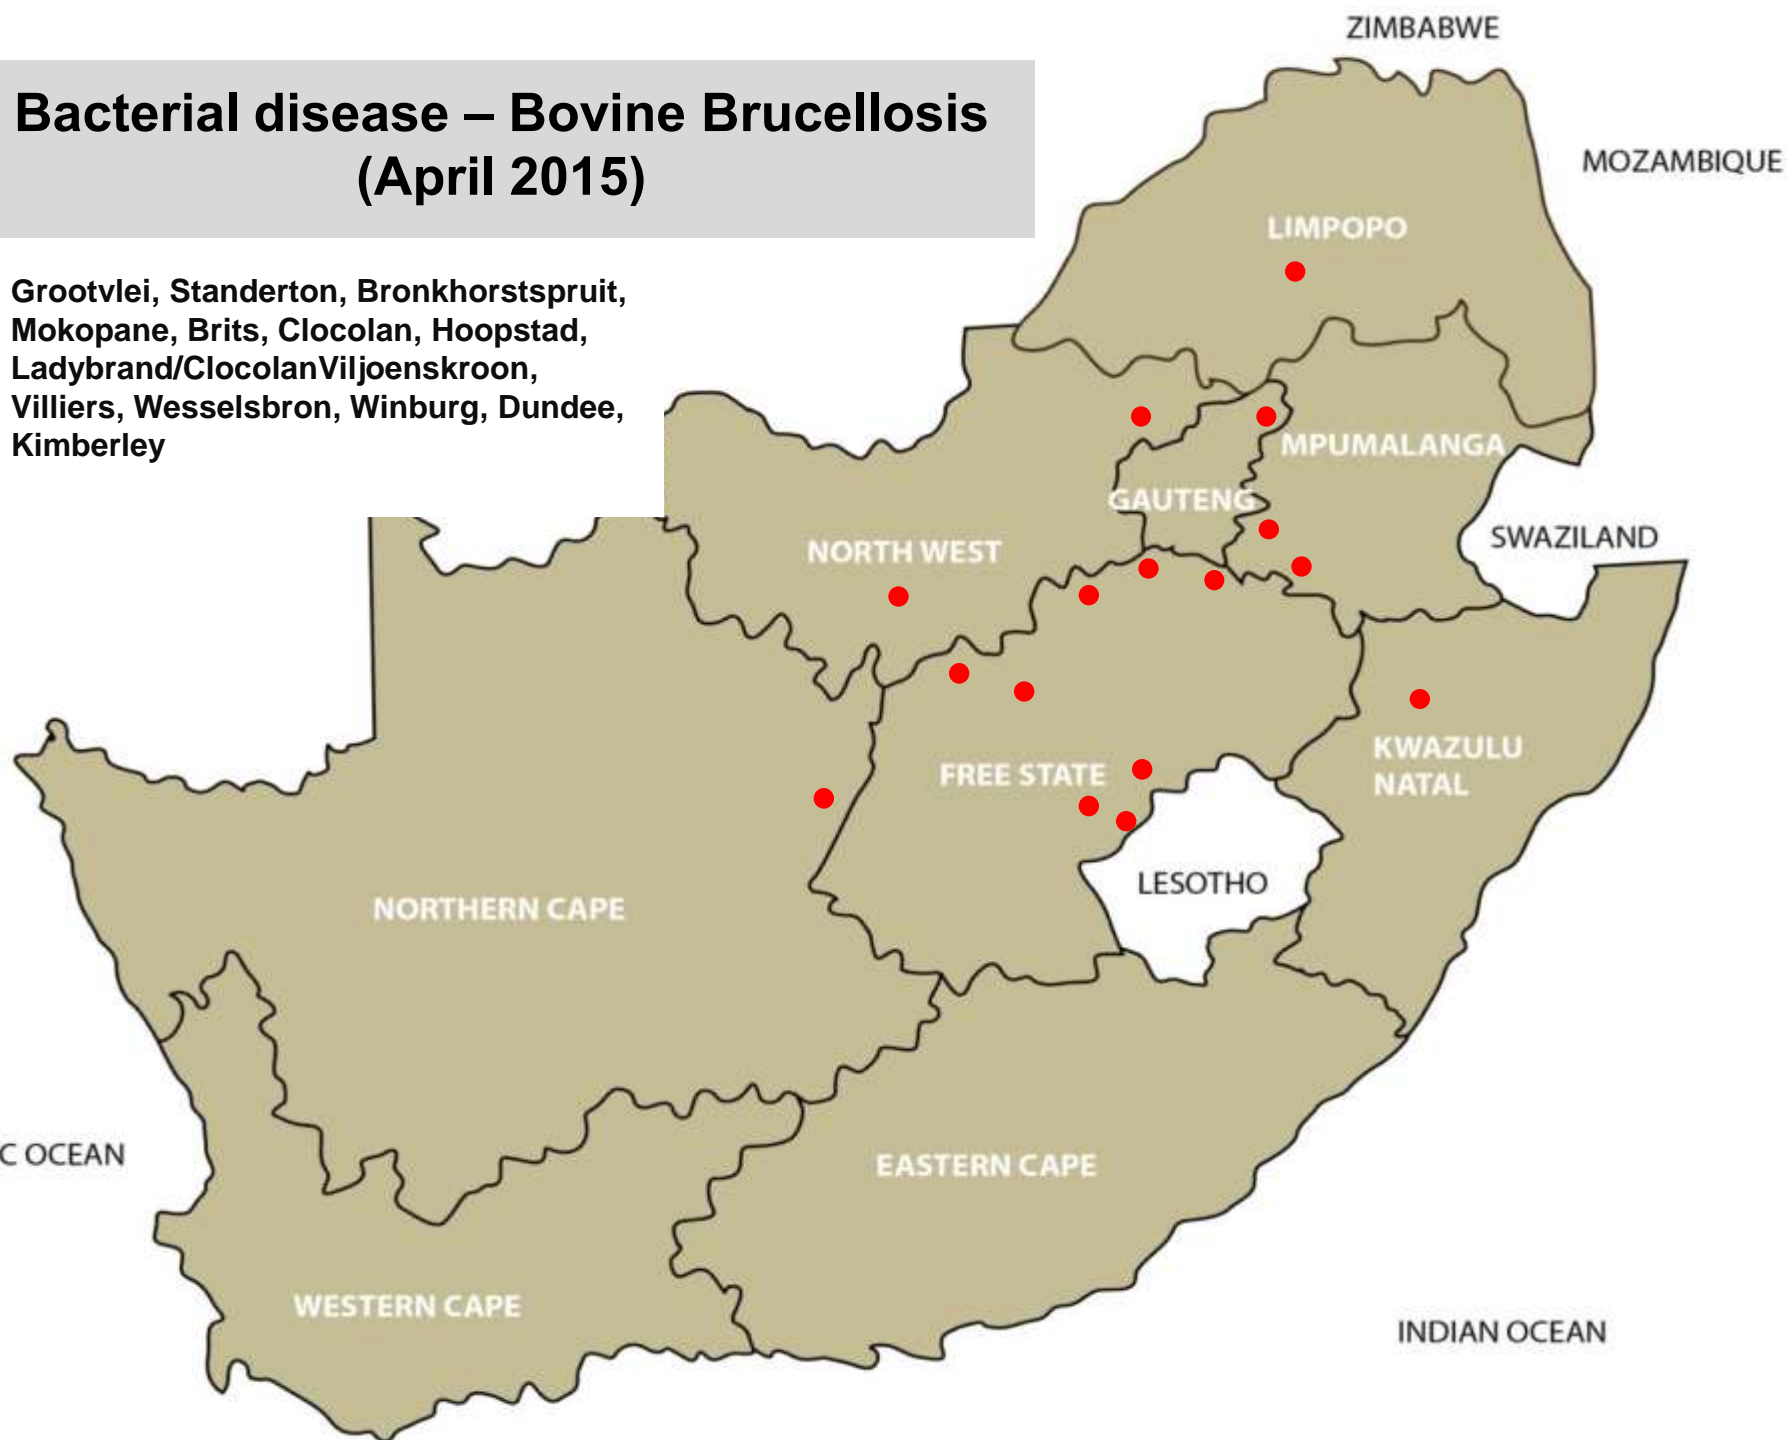 ZIMBABWE
Bacterial disease – Bovine Brucellosis
(April 2015)
MOZAMBIQUE
LIMPOPO
Grootvlei, Standerton, Bronkhorstspruit,
Mokopane, Brits, Clocolan, Hoopstad,
Ladybrand/ClocolanViljoenskroon,
Villiers, Wesselsbron, Winburg, Dundee,
Kimberley
MPUMALANGA
GAUTENG
SWAZILAND
NORTH WEST
KWAZULU
NATAL
FREE STATE
LESOTHO
NORTHERN CAPE
C OCEAN
EASTERN CAPE
WESTERN CAPE
INDIAN OCEAN